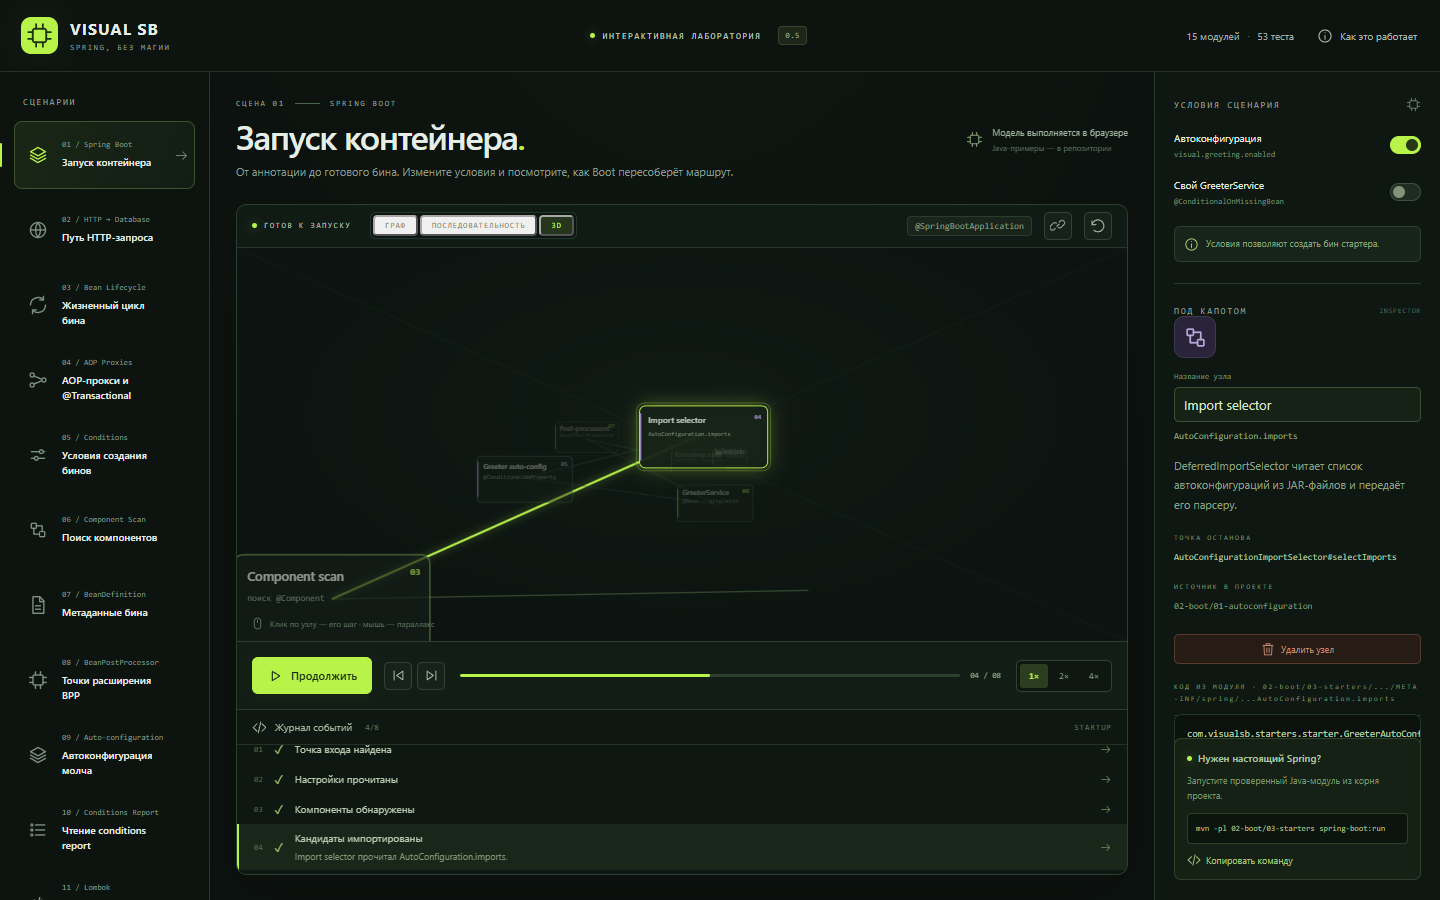 VISUAL SB
SPRING, БЕЗ МАГИИ
ИНТЕРАКТИВНАЯ ЛАБОРАТОРИЯ
0.5
15 модулей · 53 теста
Как это работает
СЦЕНАРИИ
01 / Spring Boot
Запуск контейнера
02 / HTTP → Database
Путь HTTP-запроса
03 / Bean Lifecycle
Жизненный цикл
бина
04 / AOP Proxies
AOP-прокси и
@Transactional
05 / Conditions
Условия создания
бинов
06 / Component Scan
Поиск компонентов
07 / BeanDefinition
Метаданные бина
08 / BeanPostProcessor
Точки расширения
BPP
09 / Auto-configuration
Автоконфигурация
молча
10 / Conditions Report
Чтение conditions
report
11 / Lombok
СЦЕНА 01 — SPRING BOOT
Запуск контейнера.
От аннотации до готового бина. Измените условия и посмотрите, как Boot пересоберёт маршрут.
Модель выполняется в браузере
Java-примеры — в репозитории
ГОТОВ К ЗАПУСКУ
ГРАФ
ПОСЛЕДОВАТЕЛЬНОСТЬ
3D
@SpringBootApplication
Import selector
04
AutoConfiguration.imports
Post-processors
07
Greeter auto-config
05
@ConditionalOnProperty
GreeterService
06
Component scan
03
поиск @Component
Клик по узлу — его шаг · мышь — параллакс
Продолжить
04 / 08
1×
2×
4×
Журнал событий
4/8
STARTUP
01
Точка входа найдена
02
Настройки прочитаны
03
Компоненты обнаружены
04
Кандидаты импортированы
Import selector прочитал AutoConfiguration.imports.
УСЛОВИЯ СЦЕНАРИЯ
Автоконфигурация
visual.greeting.enabled
Свой GreeterService
@ConditionalOnMissingBean
Условия позволяют создать бин стартера.
ПОД КАПОТОМ
INSPECTOR
Название узла
Import selector
AutoConfiguration.imports
DeferredImportSelector читает список
автоконфигураций из JAR-файлов и передаёт
его парсеру.
ТОЧКА ОСТАНОВА
AutoConfigurationImportSelector#selectImports
ИСТОЧНИК В ПРОЕКТЕ
02-boot/01-autoconfiguration
Удалить узел
КОД ИЗ МОДУЛЯ · 02-boot/03-starters/.../META
-INF/spring/...AutoConfiguration.imports
com.visualsb.starters.starter.GreeterAutoConf
Нужен настоящий Spring?
Запустите проверенный Java-модуль из корня
проекта.
mvn -pl 02-boot/03-starters spring-boot:run
Копировать команду